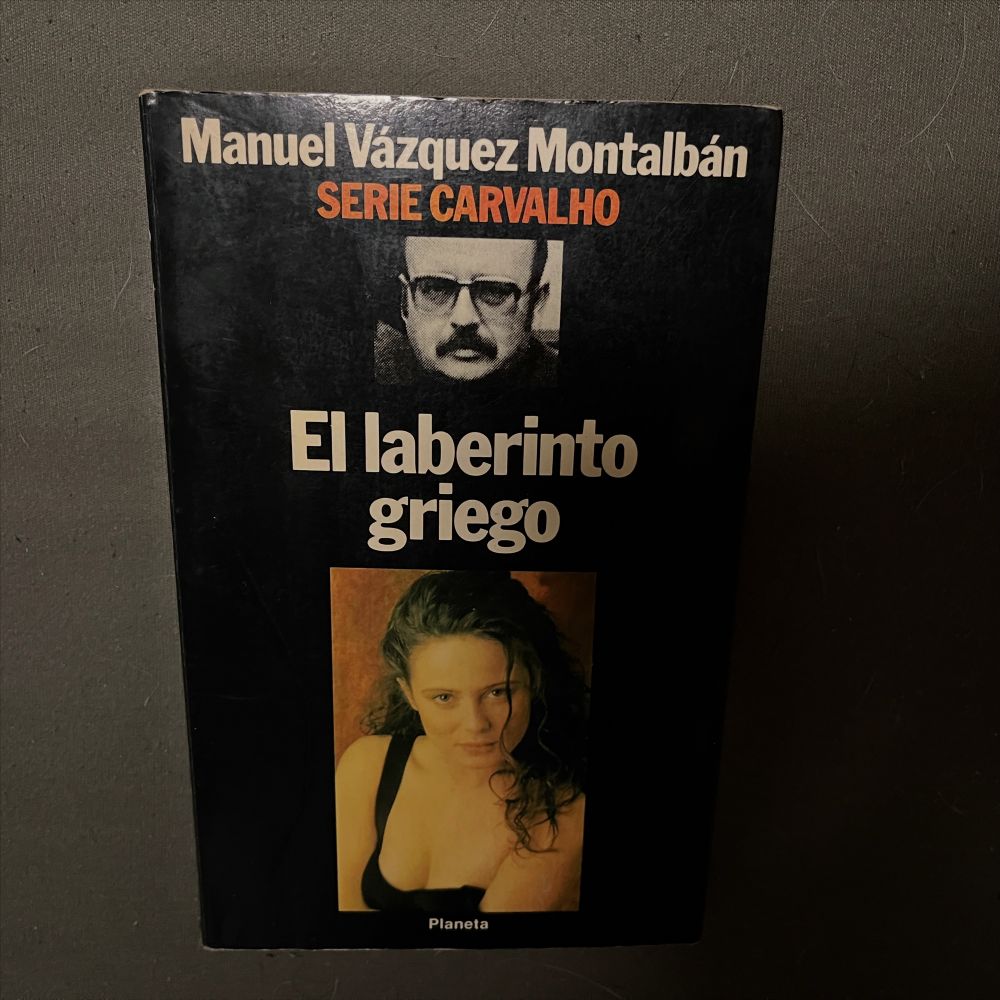 Manuel Vázquez Montalbán
SERIE CARVALHO
El laberinto
griego
Planeta